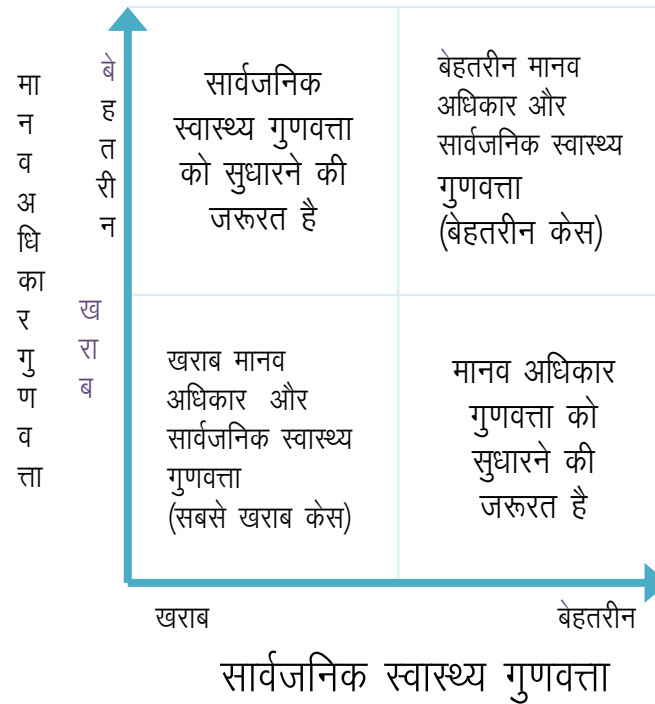 मानव अधिकार गुणवत्ता
बेहतरीन
खराब
सार्वजनिक
स्वास्थ्य गुणवत्ता
को सुधारने की
जरूरत है
बेहतरीन मानव
अधिकार और
सार्वजनिक स्वास्थ्य
गुणवत्ता
(बेहतरीन केस)
खराब मानव
अधिकार और
सार्वजनिक स्वास्थ्य
गुणवत्ता
(सबसे खराब केस)
मानव अधिकार
गुणवत्ता को
सुधारने की
जरूरत है
खराब
बेहतरीन
सार्वजनिक स्वास्थ्य गुणवत्ता